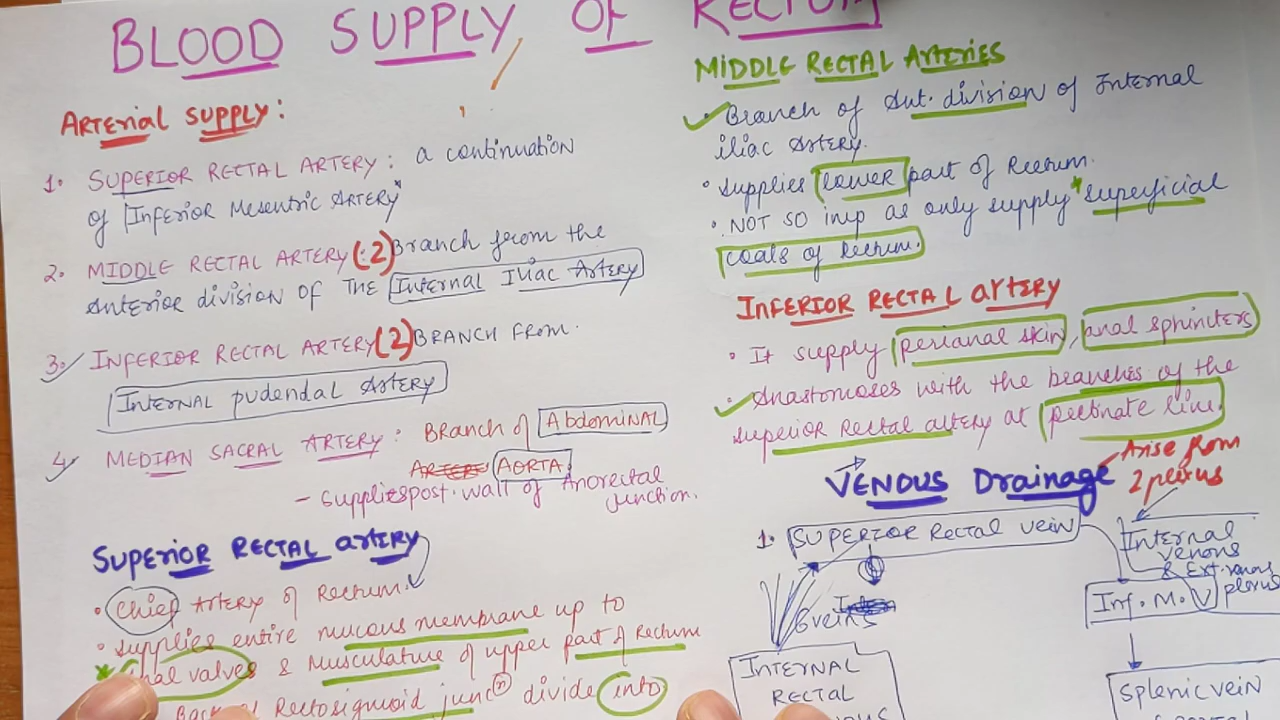 BLOOD SUPPLY OF RECTUM
ARTERIAL SUPPLY:
1. SUPERIOR RECTAL ARTERY: a continuation
of Inferior Mesentric ARTERY*
2. MIDDLE RECTAL ARTERY (:2) Branch from the
Anterior division OF THE Internal Iliac Artery
3. INFERIOR RECTAL ARTERY (2) BRANCH FROM.
INTERNAL pudendal Artery
4. MEDIAN SACRAL ARTERY: BRANCH of Abdominal
AORTA.
- Supplies post. wall of Anorectal
junction.
SUPERIOR RECTAL artERY
• Chief ARTERY of Rectum.
• Supplies entire mucous membrane up to
Anal valves & Musculature of upper part of Rectum
Back of Rectosigmoid juncⁿ divide into
MIDDLE RECTAL ArtERIES
Branch of Ant. division of Internal
iliac Artery.
• Supplies lower part of Rectum.
• NOT SO imp as only supply *superficial
coats of Rectum.
INFERIOR RECTAL artERY
• It supply perianal skin, anal sphincters
• Anastomoses with the branches of the
superior Rectal artery at pectinate line.
VENOUS Drainage
Arise from
2 plexus
1. SUPERIOR RECTAL VEIN
6 veins
INTERNAL
RECTAL
Internal
venous
& Ext. venous
plexus
Inf. M. V
Splenic vein